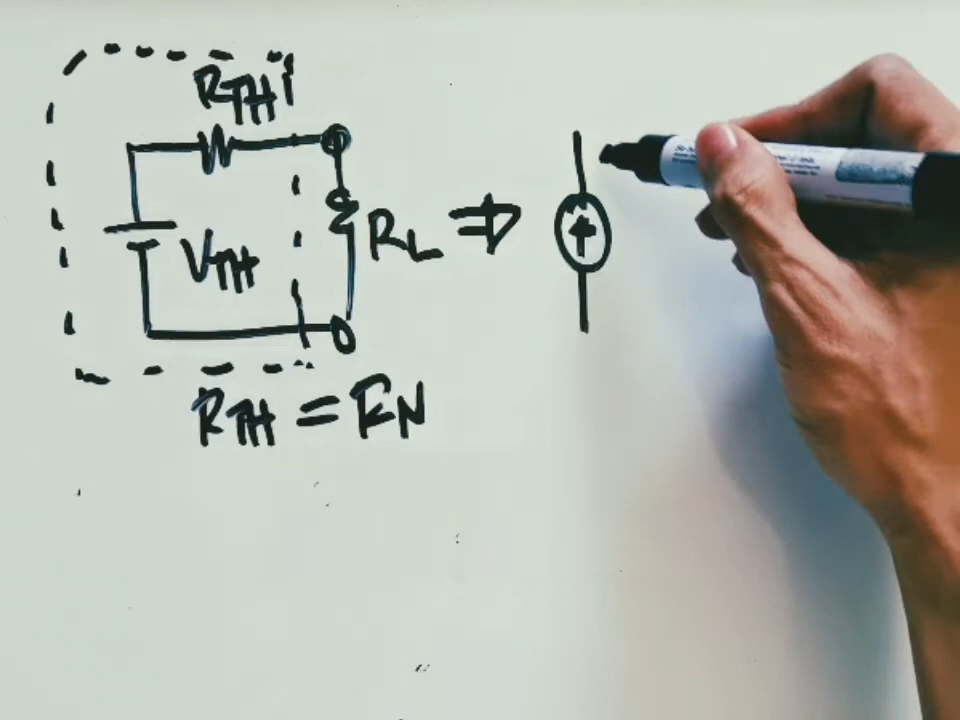 RTH
VTH
RL ⇒
RTH = RN